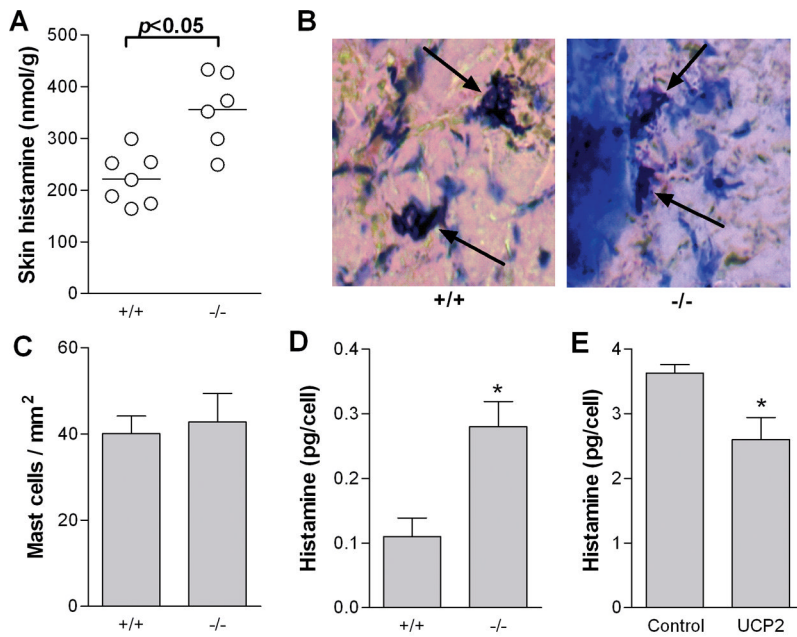 A
p<0.05
Skin histamine (nmol/g)
500
400
300
200
100
0
+/+
-/-
B
+/+
-/-
C
Mast cells / mm²
60
40
20
0
+/+
-/-
D
Histamine (pg/cell)
0.4
0.3
0.2
0.1
0.0
*
+/+
-/-
E
Histamine (pg/cell)
4
3
2
1
0
*
Control
UCP2